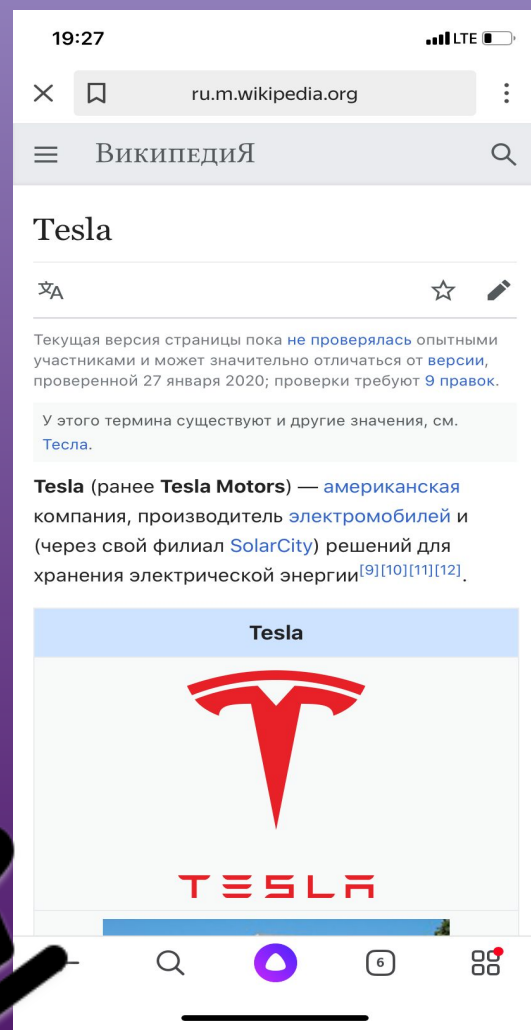 19:27
LTE
ru.m.wikipedia.org
ВикипедиЯ
Tesla
文A
Текущая версия страницы пока не проверялась опытными
участниками и может значительно отличаться от версии,
проверенной 27 января 2020; проверки требуют 9 правок.
У этого термина существуют и другие значения, см.
Тесла.
Tesla (ранее Tesla Motors) — американская
компания, производитель электромобилей и
(через свой филиал SolarCity) решений для
хранения электрической энергии[9][10][11][12].
Tesla
TESLA
6